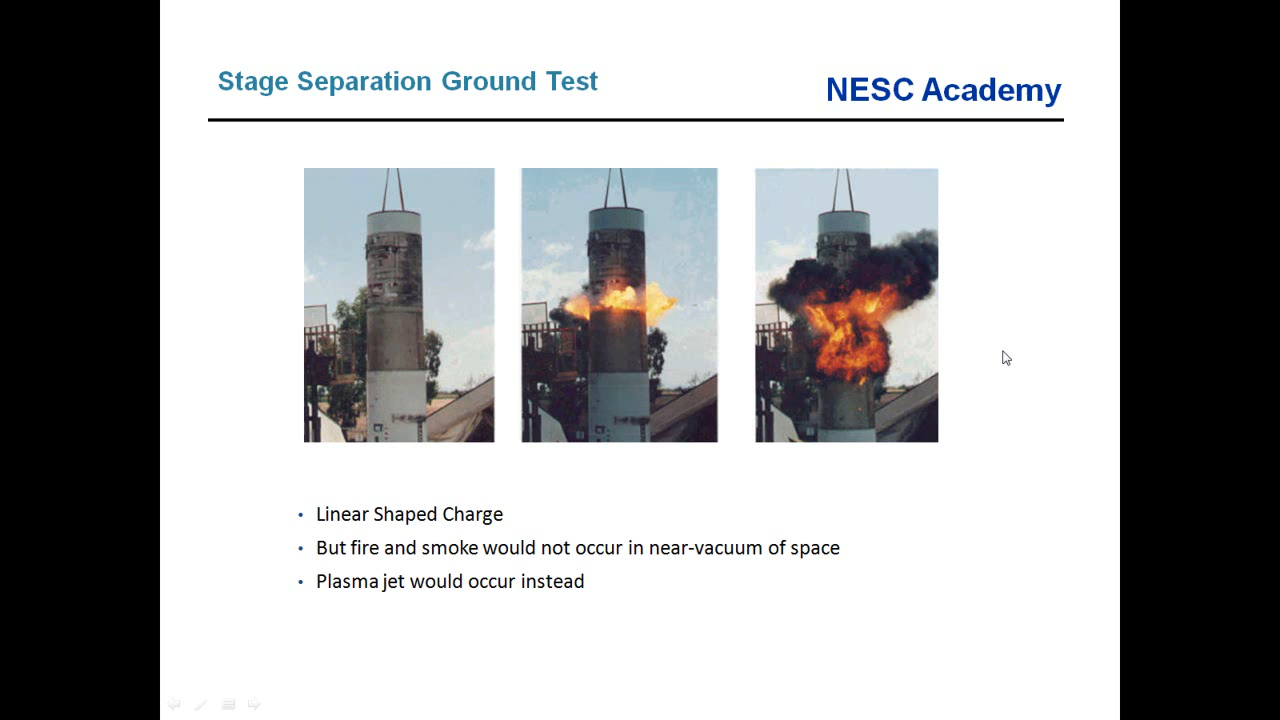 Stage Separation Ground Test
NESC Academy
• Linear Shaped Charge
• But fire and smoke would not occur in near-vacuum of space
• Plasma jet would occur instead